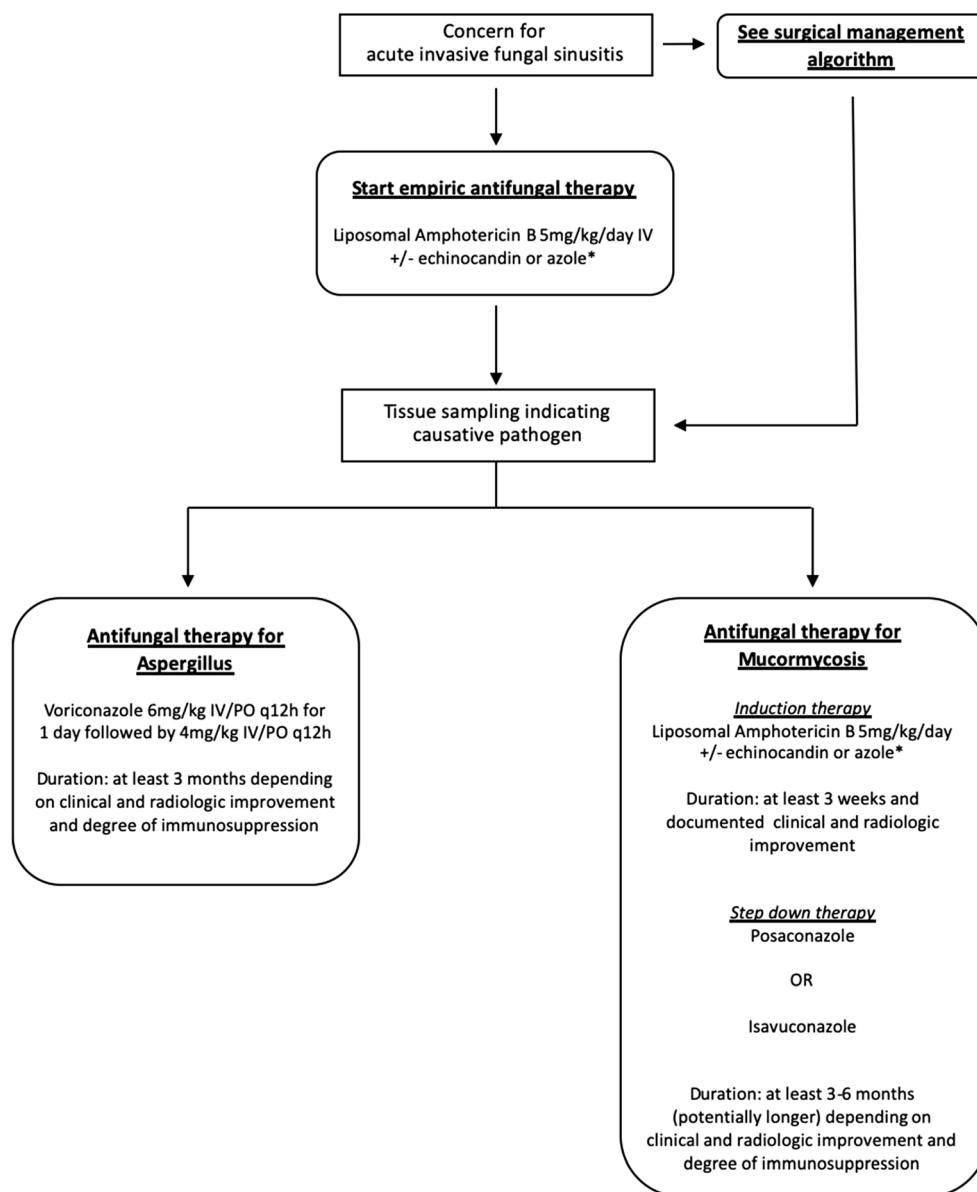 Concern for
acute invasive fungal sinusitis
See surgical management
algorithm
Start empiric antifungal therapy
Liposomal Amphotericin B 5mg/kg/day IV
+/- echinocandin or azole*
Tissue sampling indicating
causative pathogen
Antifungal therapy for
Aspergillus
Voriconazole 6mg/kg IV/PO q12h for
1 day followed by 4mg/kg IV/PO q12h
Duration: at least 3 months depending
on clinical and radiologic improvement
and degree of immunosuppression
Antifungal therapy for
Mucormycosis
Induction therapy
Liposomal Amphotericin B 5mg/kg/day
+/- echinocandin or azole*
Duration: at least 3 weeks and
documented clinical and radiologic
improvement
Step down therapy
Posaconazole
OR
Isavuconazole
Duration: at least 3-6 months
(potentially longer) depending on
clinical and radiologic improvement and
degree of immunosuppression